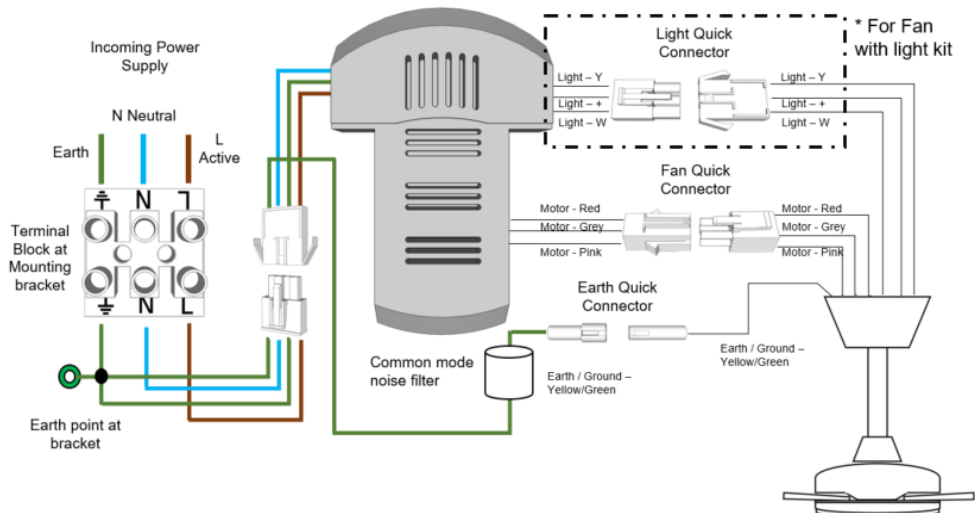 Incoming Power
Supply
N Neutral
Earth
L
Active
N
L
Terminal
Block at
Mounting
bracket
N
L
Earth point at
bracket
Light Quick
Connector
* For Fan
with light kit
Light – Y
Light – +
Light – W
Light – Y
Light – +
Light – W
Fan Quick
Connector
Motor - Red
Motor - Grey
Motor - Pink
Motor - Red
Motor - Grey
Motor - Pink
Earth Quick
Connector
Common mode
noise filter
Earth / Ground –
Yellow/Green
Earth / Ground –
Yellow/Green